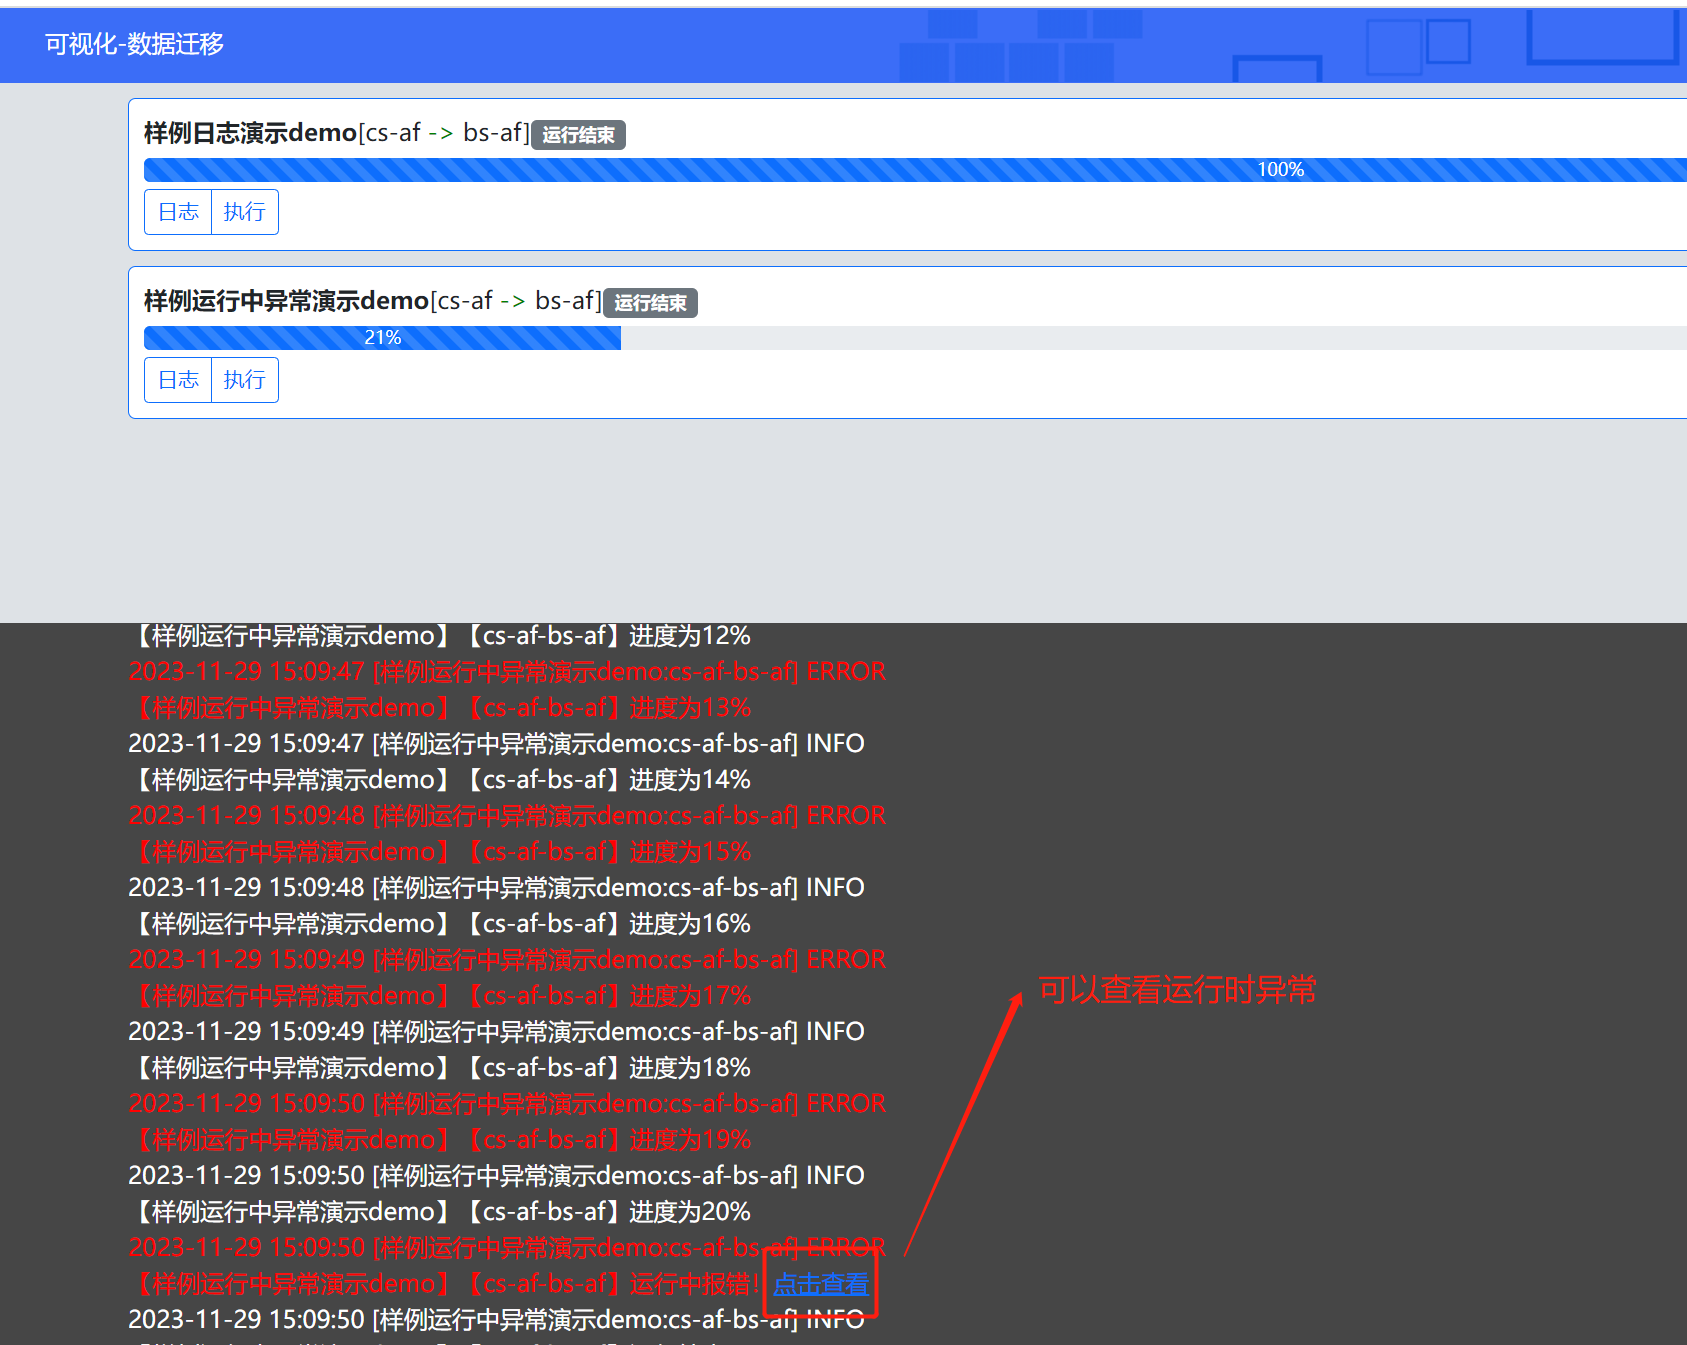 可视化-数据迁移
样例日志演示demo[cs-af -> bs-af]运行结束
100%
日志 执行
样例运行中异常演示demo[cs-af -> bs-af]运行结束
21%
日志 执行
【样例运行中异常演示demo】【cs-af-bs-af】进度为12%
2023-11-29 15:09:47 [样例运行中异常演示demo:cs-af-bs-af] ERROR
【样例运行中异常演示demo】【cs-af-bs-af】进度为13%
2023-11-29 15:09:47 [样例运行中异常演示demo:cs-af-bs-af] INFO
【样例运行中异常演示demo】【cs-af-bs-af】进度为14%
2023-11-29 15:09:48 [样例运行中异常演示demo:cs-af-bs-af] ERROR
【样例运行中异常演示demo】【cs-af-bs-af】进度为15%
2023-11-29 15:09:48 [样例运行中异常演示demo:cs-af-bs-af] INFO
【样例运行中异常演示demo】【cs-af-bs-af】进度为16%
2023-11-29 15:09:49 [样例运行中异常演示demo:cs-af-bs-af] ERROR
可以查看运行时异常
【样例运行中异常演示demo】【cs-af-bs-af】进度为17%
2023-11-29 15:09:49 [样例运行中异常演示demo:cs-af-bs-af] INFO
【样例运行中异常演示demo】【cs-af-bs-af】进度为18%
2023-11-29 15:09:50 [样例运行中异常演示demo:cs-af-bs-af] ERROR
【样例运行中异常演示demo】【cs-af-bs-af】进度为19%
2023-11-29 15:09:50 [样例运行中异常演示demo:cs-af-bs-af] INFO
【样例运行中异常演示demo】【cs-af-bs-af】进度为20%
2023-11-29 15:09:50 [样例运行中异常演示demo:cs-af-bs-af] ERROR
【样例运行中异常演示demo】【cs-af-bs-af】运行中报错！点击查看
2023-11-29 15:09:50 [样例运行中异常演示demo:cs-af-bs-af] INFO